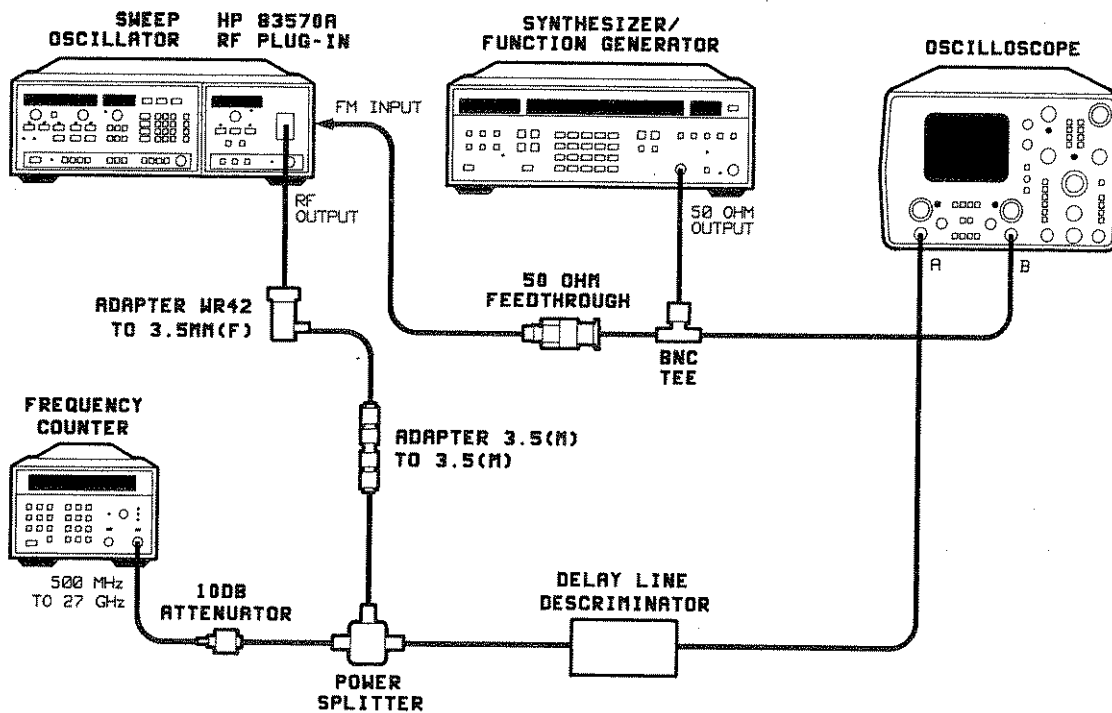 SWEEP
OSCILLATOR
HP 83570A
RF PLUG-IN
SYNTHESIZER/
FUNCTION GENERATOR
OSCILLOSCOPE
FM INPUT
RF
OUTPUT
50 OHM
OUTPUT
A
B
ADAPTER WR42
TO 3.5MM(F)
50 OHM
FEEDTHROUGH
BNC
TEE
FREQUENCY
COUNTER
ADAPTER 3.5(M)
TO 3.5(M)
500 MHz
TO 27 GHz
10DB
ATTENUATOR
DELAY LINE
DESCRIMINATOR
POWER
SPLITTER